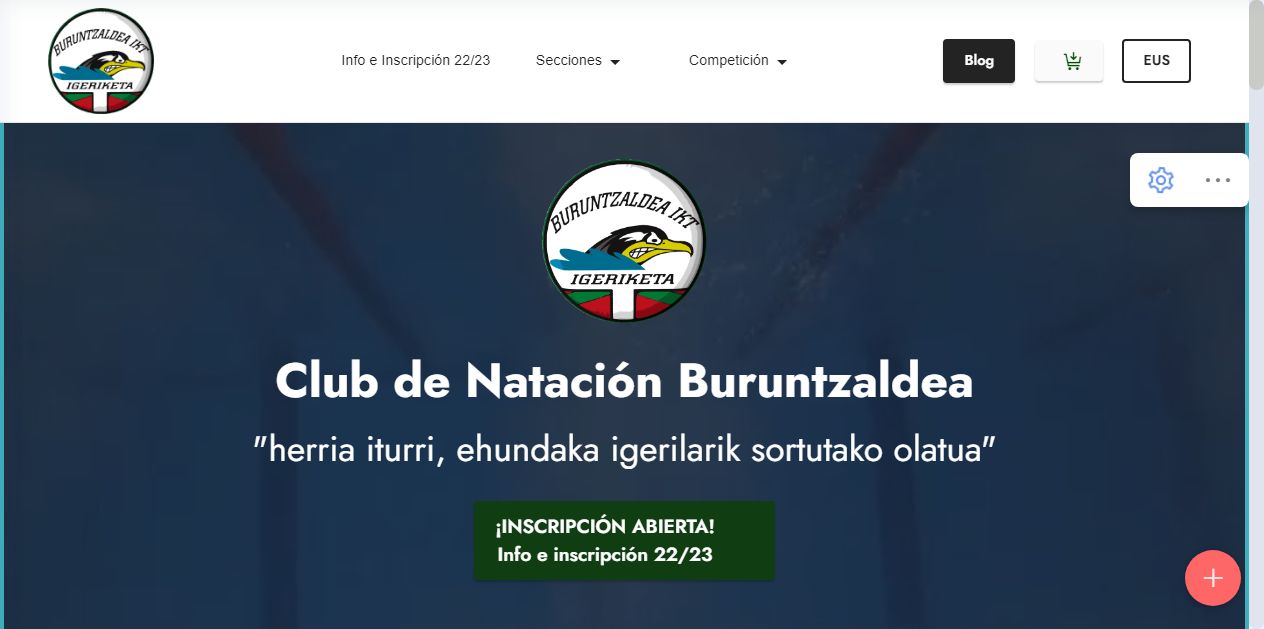 BURUNTZALDEA IKT
IGERIKETA
Info e Inscripción 22/23
Secciones
Competición
Blog
EUS
BURUNTZALDEA IKT
IGERIKETA
Club de Natación Buruntzaldea
"herria iturri, ehundaka igerilarik sortutako olatua"
¡INSCRIPCIÓN ABIERTA!
Info e inscripción 22/23